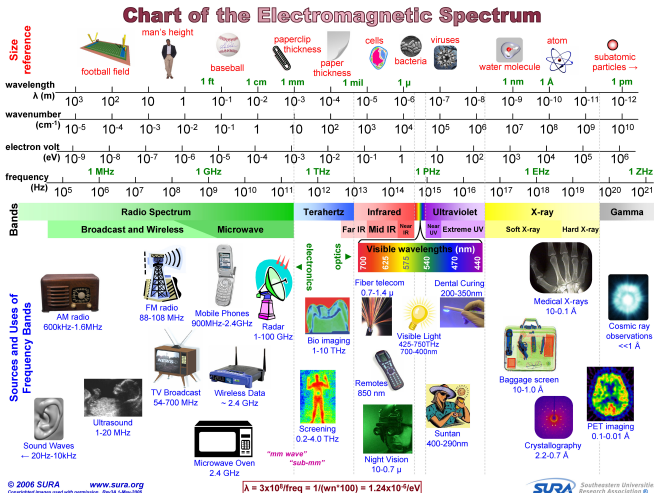 Chart of the Electromagnetic Spectrum
Size reference
football field
man's height
baseball
paperclip thickness
paper thickness
cells
bacteria
viruses
water molecule
atom
subatomic particles →
wavelength λ (m)
1 ft 1 cm 1 mm 1 mil 1 µ 1 nm 1 Å 1 pm
10³ 10² 10 1 10⁻¹ 10⁻² 10⁻³ 10⁻⁴ 10⁻⁵ 10⁻⁶ 10⁻⁷ 10⁻⁸ 10⁻⁹ 10⁻¹⁰ 10⁻¹¹ 10⁻¹²
wavenumber (cm⁻¹)
10⁻⁵ 10⁻⁴ 10⁻³ 10⁻² 10⁻¹ 1 10 10² 10³ 10⁴ 10⁵ 10⁶ 10⁷ 10⁸ 10⁹ 10¹⁰
electron volt (eV)
10⁻⁹ 10⁻⁸ 10⁻⁷ 10⁻⁶ 10⁻⁵ 10⁻⁴ 10⁻³ 10⁻² 10⁻¹ 1 10 10² 10³ 10⁴ 10⁵ 10⁶
frequency (Hz)
1 MHz 1 GHz 1 THz 1 PHz 1 EHz 1 ZHz
10⁵ 10⁶ 10⁷ 10⁸ 10⁹ 10¹⁰ 10¹¹ 10¹² 10¹³ 10¹⁴ 10¹⁵ 10¹⁶ 10¹⁷ 10¹⁸ 10¹⁹ 10²⁰ 10²¹
Bands
Radio Spectrum
Terahertz
Infrared
Ultraviolet
X-ray
Gamma
Broadcast and Wireless
Microwave
Far IR
Mid IR
Near IR
Near UV
Extreme UV
Soft X-ray
Hard X-ray
electronics
optics
Visible wavelengths (nm)
700 625 575 540 470 440
Sources and Uses of Frequency Bands
AM radio
600kHz-1.6MHz
FM radio
88-108 MHz
Mobile Phones
900MHz-2.4GHz
Radar
1-100 GHz
Bio imaging
1-10 THz
Fiber telecom
0.7-1.4 µ
Dental Curing
200-350nm
Visible Light
425-750THz
700-400nm
Medical X-rays
10-0.1 Å
Cosmic ray
observations
<<1 Å
Sound Waves
← 20Hz-10kHz
Ultrasound
1-20 MHz
NEWS
TV Broadcast
54-700 MHz
Wireless Data
~ 2.4 GHz
Microwave Oven
2.4 GHz
Screening
0.2-4.0 THz
"mm wave"
"sub-mm"
Remotes
850 nm
Night Vision
10-0.7 µ
Suntan
400-290nm
Baggage screen
10-1.0 Å
Crystallography
2.2-0.7 Å
PET imaging
0.1-0.01 Å
© 2006 SURA www.sura.org
Copyrighted images used with permission.
λ = 3x10⁸/freq = 1/(wn*100) = 1.24x10⁻⁶/eV
SURA
Southeastern Universities
Research Association